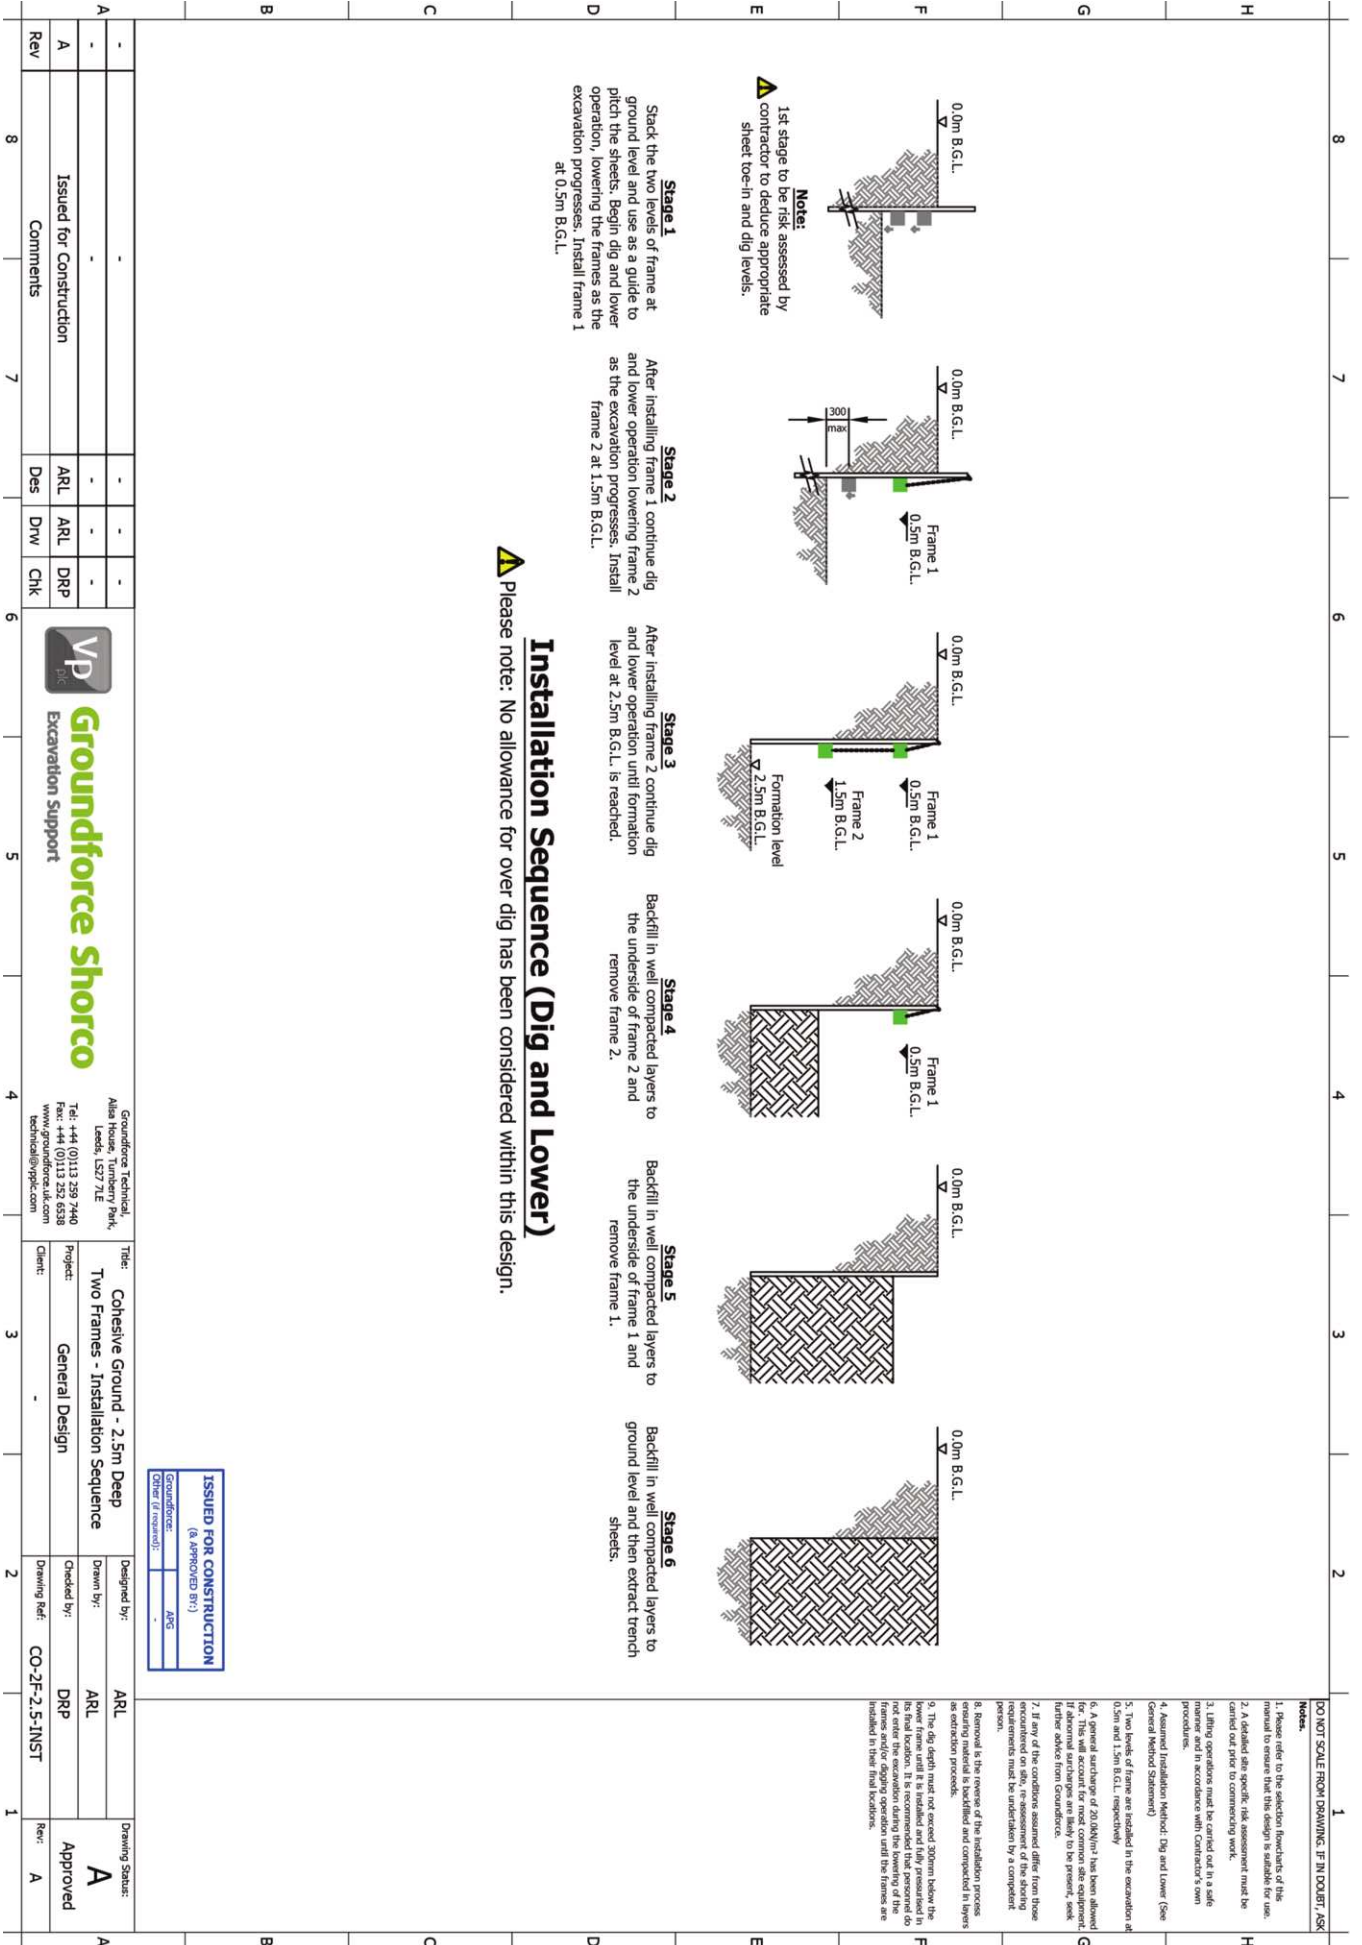 DO NOT SCALE FROM DRAWING. IF IN DOUBT, ASK
Notes.
1. Please refer to the selection flowcharts of this
manual to ensure that this design is suitable for use.
2. A detailed site specific risk assessment must be
carried out prior to commencing work.
3. Lifting operations must be carried out in a safe
manner and in accordance with Contractor's own
procedures.
4. Assumed Installation Method: Dig and Lower (See
General Method Statement)
5. Two levels of frame are installed in the excavation at
0.5m and 1.5m B.G.L. respectively
6. A general surcharge of 20.0kN/m² has been allowed
for. This will account for most common site equipment.
If abnormal surcharges are likely to be present, seek
further advice from Groundforce.
7. If any of the conditions assumed differ from those
encountered on site, re-assessment of the shoring
requirements must be undertaken by a competent
person.
8. Removal is the reverse of the installation process
ensuring material is backfilled and compacted in layers
as extraction proceeds.
9. The dig depth must not exceed 300mm below the
lower frame until it is installed and fully pressurised in
its final location. It is recommended that personnel do
not enter the excavation during the lowering of the
frames and/or digging operation until the frames are
installed in their final locations.
8 7 6 5 4 3 2 1
H
G
F
E
D
C
B
A
0.0m B.G.L.
Note:
1st stage to be risk assessed by
contractor to deduce appropriate
sheet toe-in and dig levels.
Stage 1
Stack the two levels of frame at
ground level and use as a guide to
pitch the sheets. Begin dig and lower
operation, lowering the frames as the
excavation progresses. Install frame 1
at 0.5m B.G.L.
0.0m B.G.L.
Frame 1
0.5m B.G.L.
300
max
Stage 2
After installing frame 1 continue dig
and lower operation lowering frame 2
as the excavation progresses. Install
frame 2 at 1.5m B.G.L.
0.0m B.G.L.
Frame 1
0.5m B.G.L.
Frame 2
1.5m B.G.L.
Formation level
2.5m B.G.L.
Stage 3
After installing frame 2 continue dig
and lower operation until formation
level at 2.5m B.G.L. is reached.
0.0m B.G.L.
Frame 1
0.5m B.G.L.
Stage 4
Backfill in well compacted layers to
the underside of frame 2 and
remove frame 2.
0.0m B.G.L.
Stage 5
Backfill in well compacted layers to
the underside of frame 1 and
remove frame 1.
0.0m B.G.L.
Stage 6
Backfill in well compacted layers to
ground level and then extract trench
sheets.
Installation Sequence (Dig and Lower)
Please note: No allowance for over dig has been considered within this design.
ISSUED FOR CONSTRUCTION
(& APPROVED BY:)
Groundforce: APG
Other (if required): -
- - - - -
- - - - -
A Issued for Construction ARL ARL DRP
Rev Comments Des Drw Chk
Vp
plc
Groundforce Shorco
Excavation Support
Groundforce Technical,
Ailsa House, Turnberry Park,
Leeds, LS27 7LE
Tel: +44 (0)113 259 7440
Fax: +44 (0)113 252 6538
www.groundforce.uk.com
technical@vpplc.com
Title: Cohesive Ground - 2.5m Deep
Two Frames - Installation Sequence
Project: General Design
Client: -
Designed by: ARL
Drawn by: ARL
Checked by: DRP
Drawing Ref: CO-2F-2.5-INST
Drawing Status:
A
Approved
Rev: A
8 7 6 5 4 3 2 1
H
G
F
E
D
C
B
A